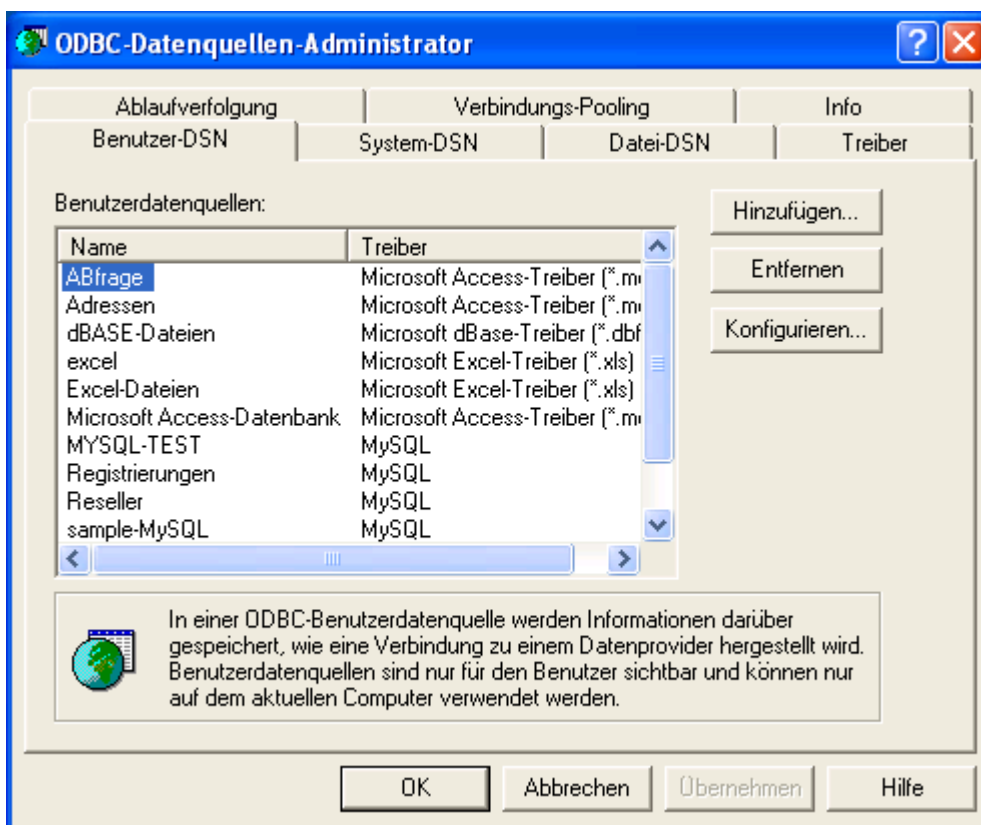 ODBC-Datenquellen-Administrator
Ablaufverfolgung Verbindungs-Pooling Info
Benutzer-DSN System-DSN Datei-DSN Treiber
Benutzerdatenquellen:
Hinzufügen...
Name Treiber
ABfrage Microsoft Access-Treiber (*.m
Entfernen
Adressen Microsoft Access-Treiber (*.m
dBASE-Dateien Microsoft dBase-Treiber (*.dbf
Konfigurieren...
excel Microsoft Excel-Treiber (*.xls)
Excel-Dateien Microsoft Excel-Treiber (*.xls)
Microsoft Access-Datenbank Microsoft Access-Treiber (*.m
MYSQL-TEST MySQL
Registrierungen MySQL
Reseller MySQL
sample-MySQL MySQL
In einer ODBC-Benutzerdatenquelle werden Informationen darüber
gespeichert, wie eine Verbindung zu einem Datenprovider hergestellt wird.
Benutzerdatenquellen sind nur für den Benutzer sichtbar und können nur
auf dem aktuellen Computer verwendet werden.
OK Abbrechen Übernehmen Hilfe